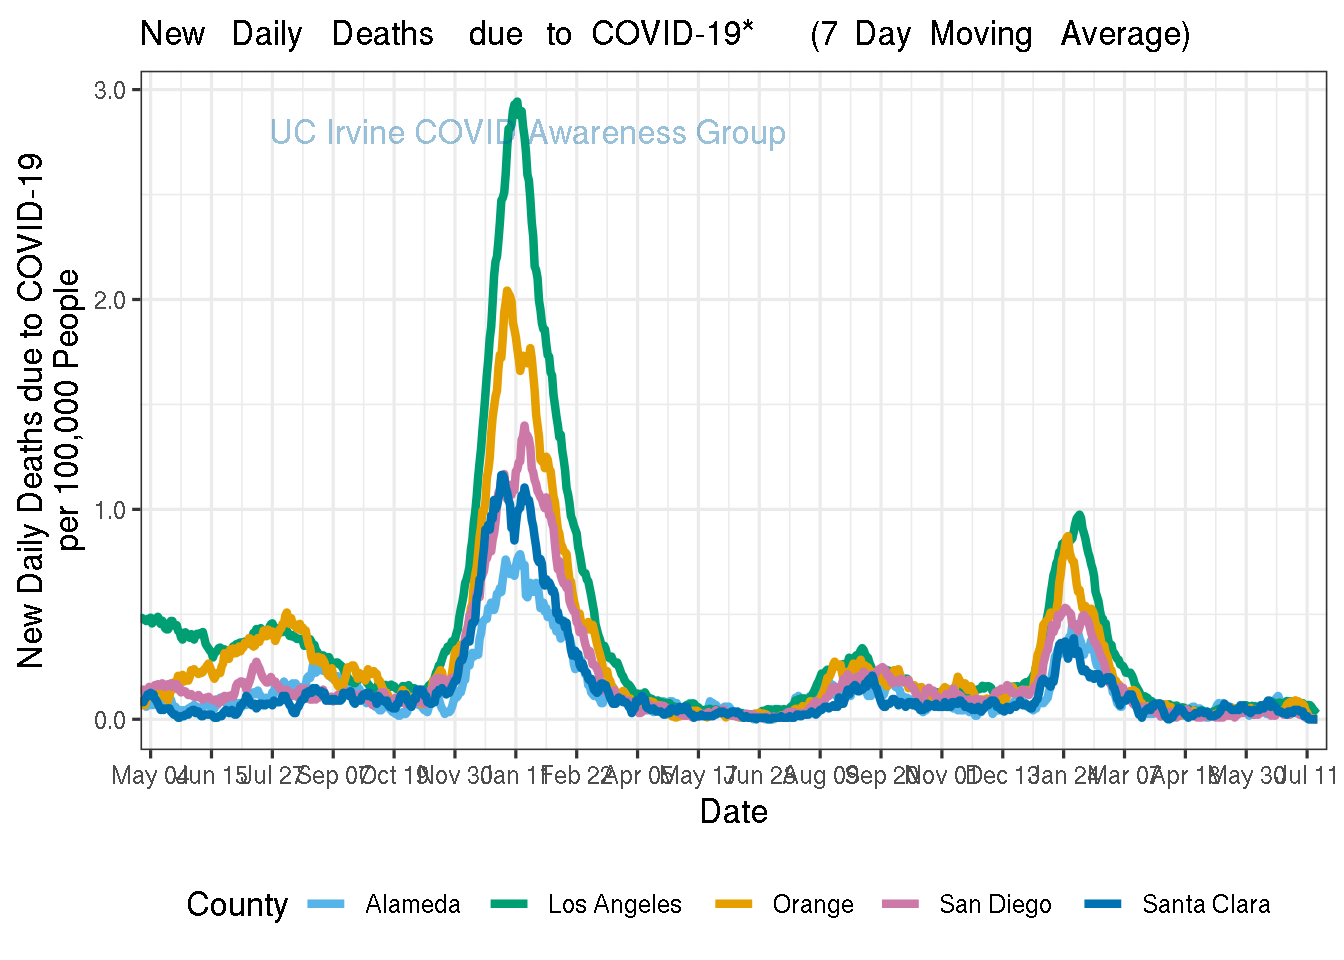 New Daily Deaths due to COVID-19* (7 Day Moving Average)
UC Irvine COVID Awareness Group
New Daily Deaths due to COVID-19
per 100,000 People
3.0
2.0
1.0
0.0
May 04 Jun 15 Jul 27 Sep 07 Oct 19 Nov 30 Jan 11 Feb 22 Apr 05 May 17 Jun 28 Aug 09 Sep 20 Nov 01 Dec 13 Jan 24 Mar 07 Apr 18 May 30 Jul 11
Date
County Alameda Los Angeles Orange San Diego Santa Clara